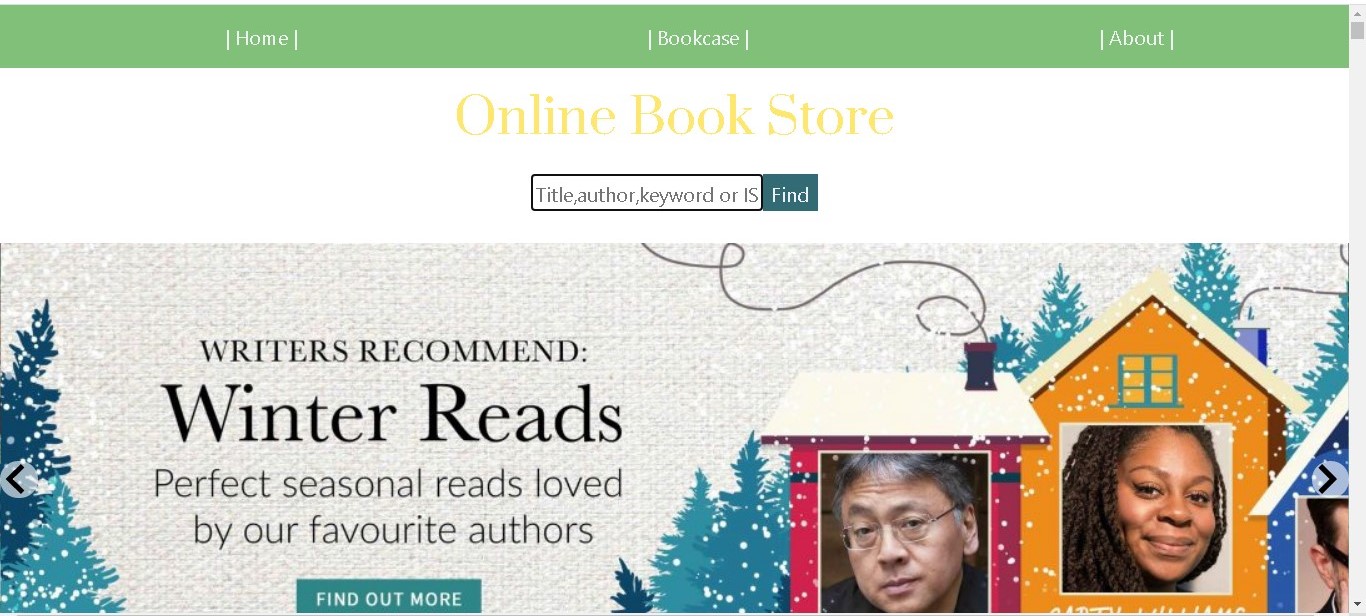 | Home | | Bookcase | | About |
Online Book Store
Title,author,keyword or IS Find
WRITERS RECOMMEND:
Winter Reads
Perfect seasonal reads loved
by our favourite authors
FIND OUT MORE